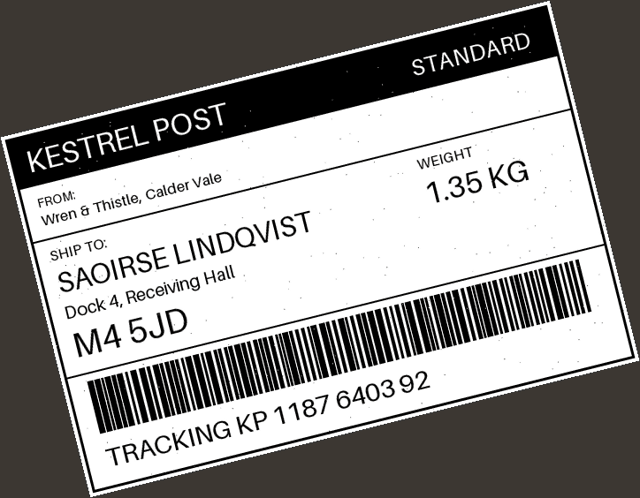 KESTREL POST STANDARD
FROM:
Wren & Thistle, Calder Vale
WEIGHT
1.35 KG
SHIP TO:
SAOIRSE LINDQVIST
Dock 4, Receiving Hall
M4 5JD
TRACKING KP 1187 6403 92